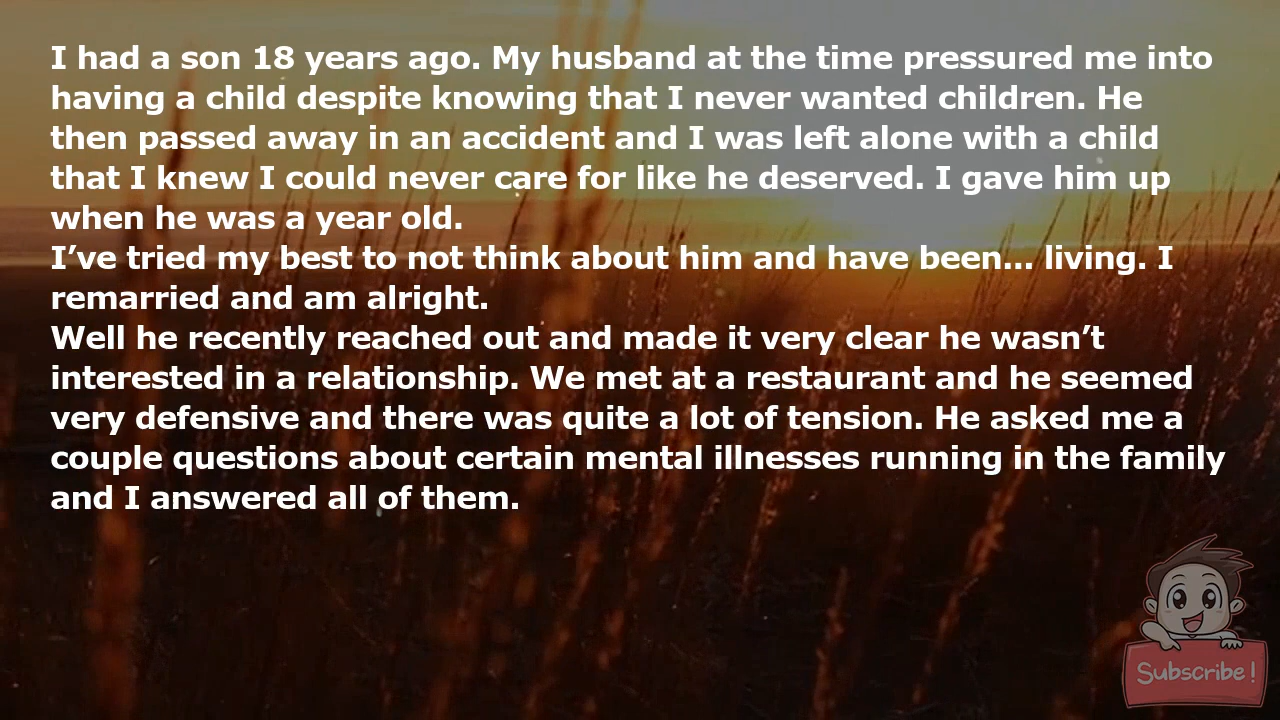 I had a son 18 years ago. My husband at the time pressured me into
having a child despite knowing that I never wanted children. He
then passed away in an accident and I was left alone with a child
that I knew I could never care for like he deserved. I gave him up
when he was a year old.
I’ve tried my best to not think about him and have been... living. I
remarried and am alright.
Well he recently reached out and made it very clear he wasn’t
interested in a relationship. We met at a restaurant and he seemed
very defensive and there was quite a lot of tension. He asked me a
couple questions about certain mental illnesses running in the family
and I answered all of them.
Subscribe!